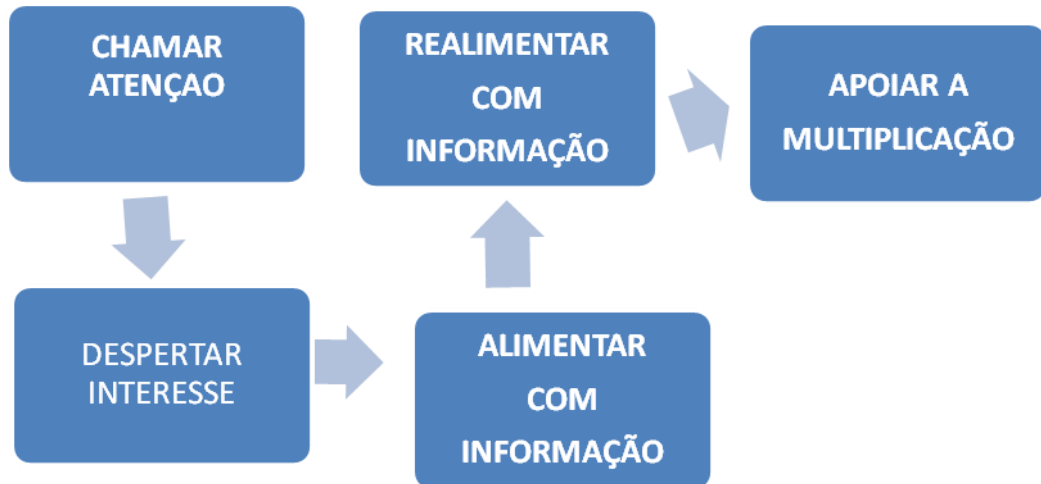 CHAMAR
ATENÇAO
DESPERTAR
INTERESSE
ALIMENTAR
COM
INFORMAÇÃO
REALIMENTAR
COM
INFORMAÇÃO
APOIAR A
MULTIPLICAÇÃO